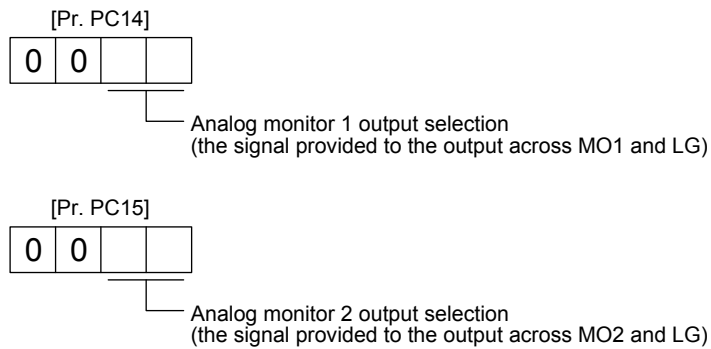 [Pr. PC14]
0 0
Analog monitor 1 output selection
(the signal provided to the output across MO1 and LG)
[Pr. PC15]
0 0
Analog monitor 2 output selection
(the signal provided to the output across MO2 and LG)